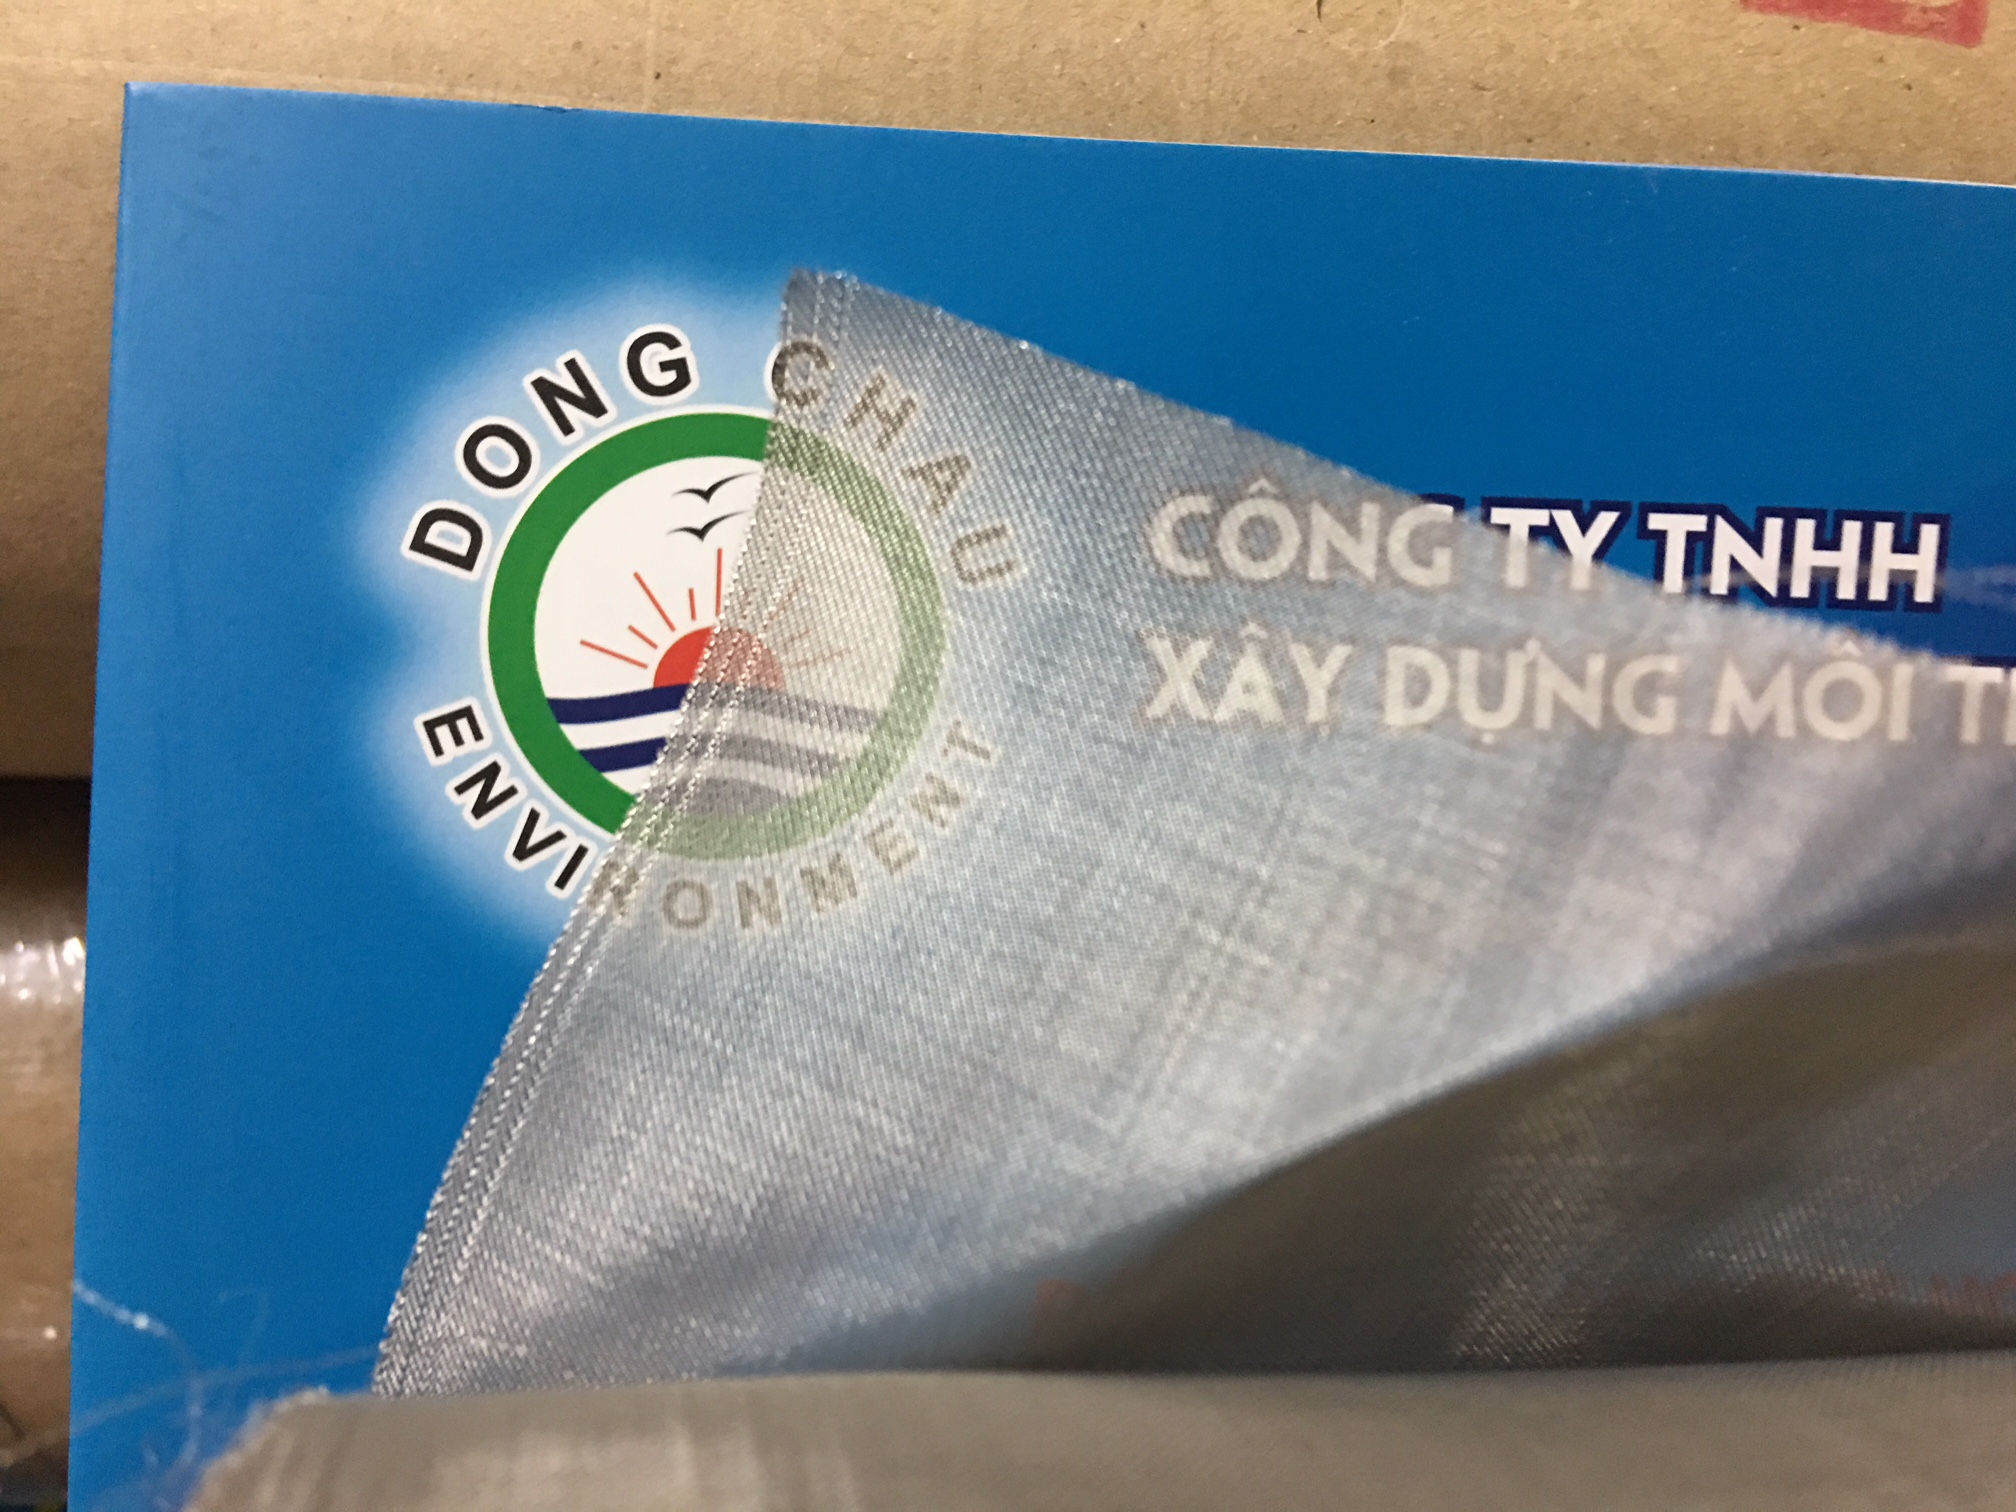 DONG CHAU
ENVIRONMENT
CÔNG TY TNHH
XÂY DỰNG MÔI